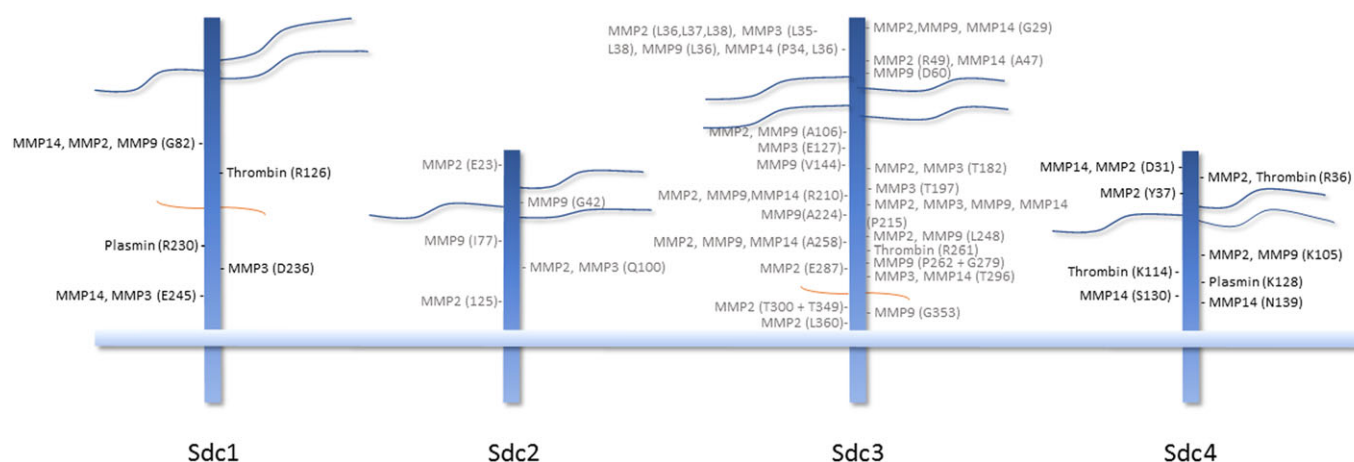 MMP14, MMP2, MMP9 (G82)
Thrombin (R126)
Plasmin (R230)
MMP3 (D236)
MMP14, MMP3 (E245)
Sdc1
MMP2 (E23)
MMP9 (G42)
MMP9 (I77)
MMP2, MMP3 (Q100)
MMP2 (125)
Sdc2
MMP2 (L36,L37,L38), MMP3 (L35-
L38), MMP9 (L36), MMP14 (P34, L36)
MMP2,MMP9, MMP14 (G29)
MMP2 (R49), MMP14 (A47)
MMP9 (D60)
MMP2, MMP9 (A106)
MMP3 (E127)
MMP9 (V144)
MMP2, MMP3 (T182)
MMP2, MMP9,MMP14 (R210)
MMP3 (T197)
MMP2, MMP3, MMP9, MMP14
(P215)
MMP9(A224)
MMP2, MMP9 (L248)
MMP2, MMP9, MMP14 (A258)
Thrombin (R261)
MMP9 (P262 + G279)
MMP2 (E287)
MMP3, MMP14 (T296)
MMP2 (T300 + T349)
MMP9 (G353)
MMP2 (L360)
Sdc3
MMP14, MMP2 (D31)
MMP2, Thrombin (R36)
MMP2 (Y37)
MMP2, MMP9 (K105)
Thrombin (K114)
Plasmin (K128)
MMP14 (S130)
MMP14 (N139)
Sdc4